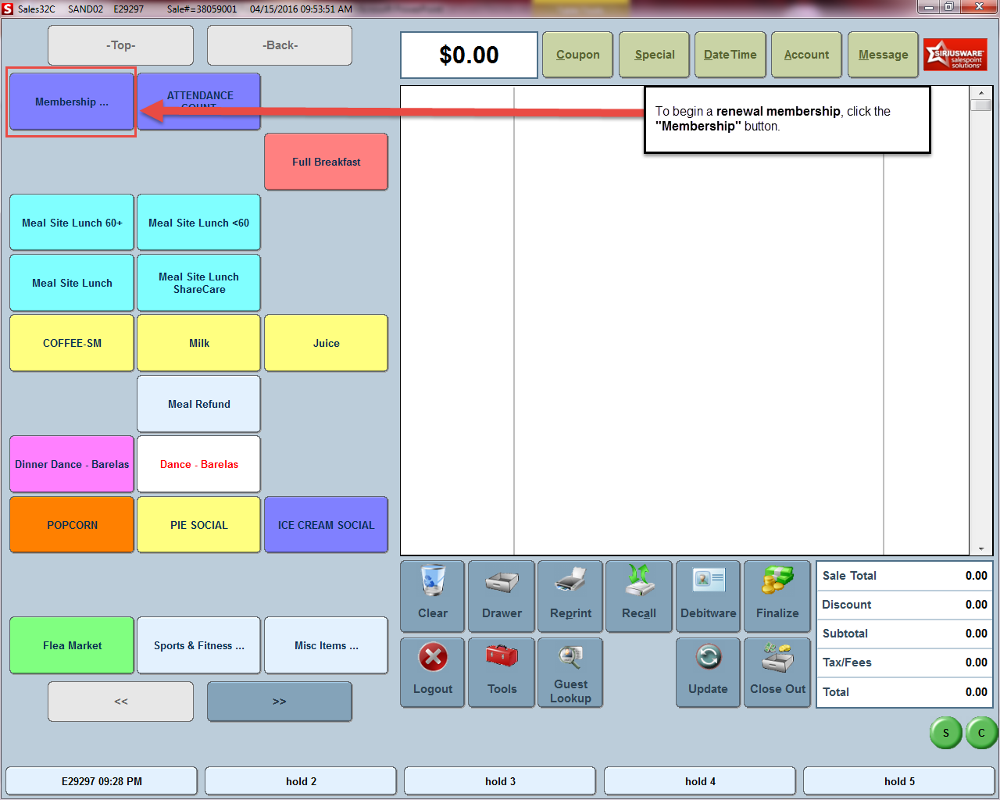 S Sales32C SAND02 E29297 Sale#=38059001 04/15/2016 09:53:51 AM
-Top- -Back-
$0.00
Coupon Special DateTime Account Message
SIRIUSWARE
salespoint
solutions
Membership ...
ATTENDANCE
COUNT
To begin a renewal membership, click the
"Membership" button.
Full Breakfast
Meal Site Lunch 60+ Meal Site Lunch <60
Meal Site Lunch
Meal Site Lunch
ShareCare
COFFEE-SM Milk Juice
Meal Refund
Dinner Dance - Barelas Dance - Barelas
POPCORN PIE SOCIAL ICE CREAM SOCIAL
Flea Market Sports & Fitness ... Misc Items ...
<< >>
Clear Drawer Reprint Recall Debitware Finalize
Logout Tools
Guest
Lookup
Update Close Out
Sale Total 0.00
Discount 0.00
Subtotal 0.00
Tax/Fees 0.00
Total 0.00
S C
E29297 09:28 PM hold 2 hold 3 hold 4 hold 5